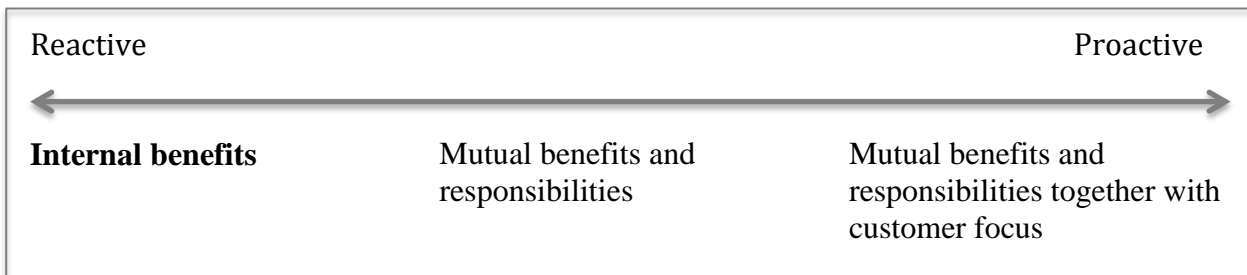 Reactive
Proactive
Internal benefits
Mutual benefits and
responsibilities
Mutual benefits and
responsibilities together with
customer focus